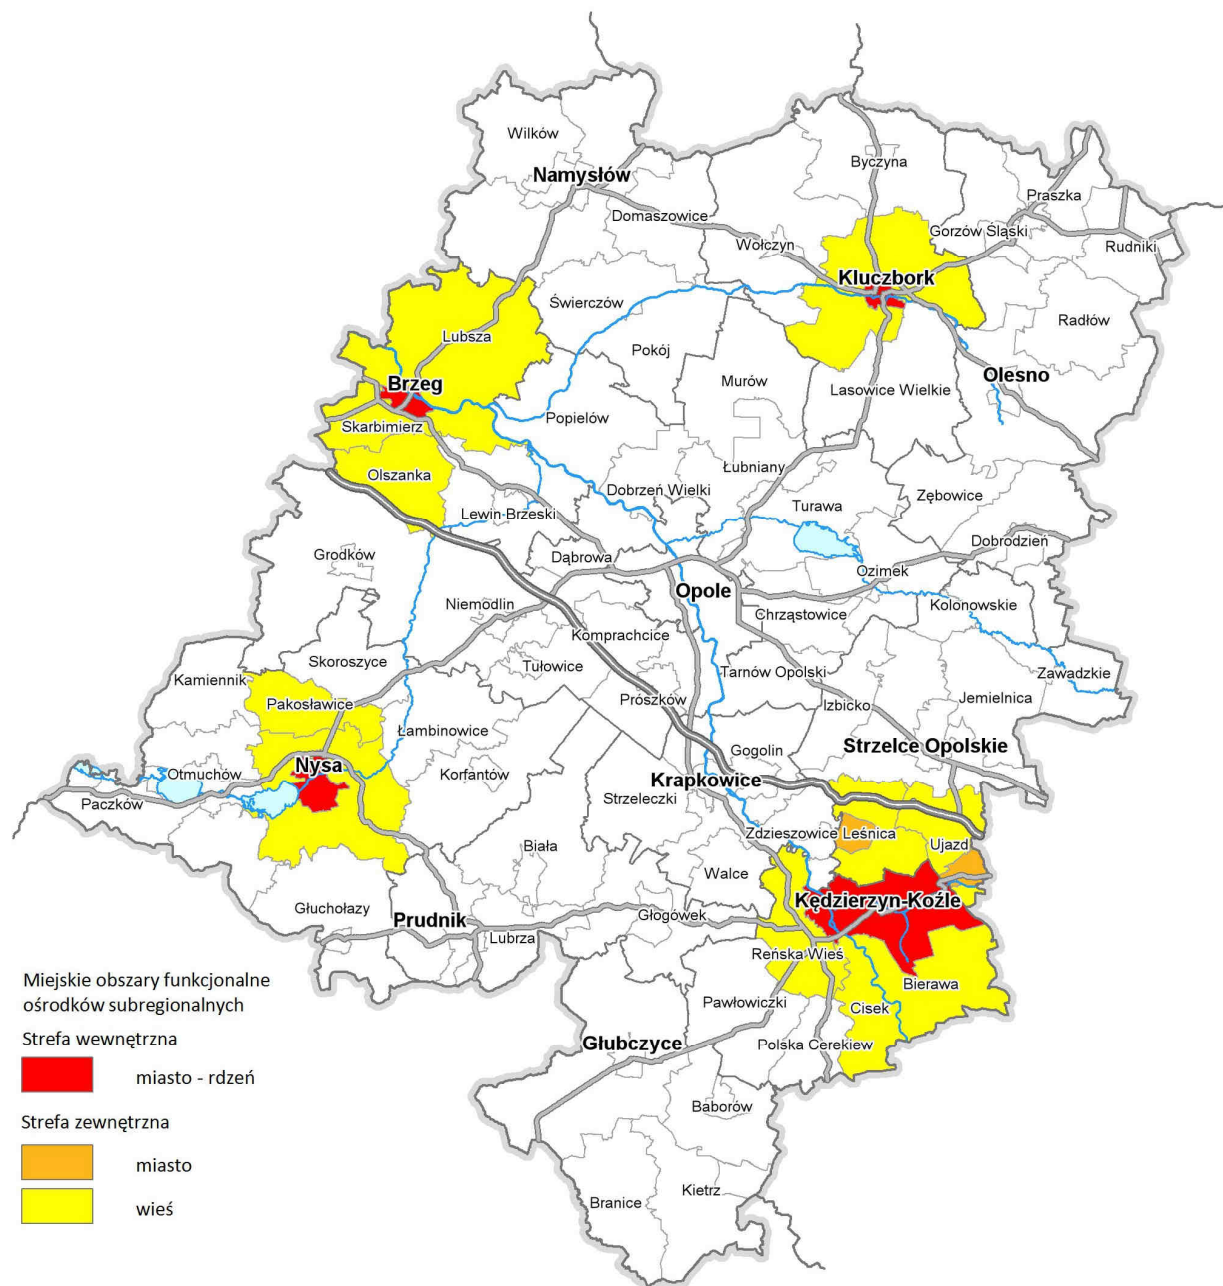 Wilków
Namysłów
Byczyna
Praszka
Domaszowice
Wołczyn
Gorzów Śląski
Rudniki
Kluczbork
Świerczów
Radłów
Lubsza
Pokój
Murów
Olesno
Brzeg
Lasowice Wielkie
Popielów
Skarbimierz
Olszanka
Łubniany
Dobrzeń Wielki
Zębowice
Turawa
Lewin Brzeski
Dobrodzień
Grodków
Dąbrowa
Ozimek
Opole
Niemodlin
Kolonowskie
Chrząstowice
Komprachcice
Skoroszyce
Tułowice
Kamiennik
Tarnów Opolski
Zawadzkie
Pakosławice
Prószków
Jemielnica
Izbicko
Łambinowice
Gogolin
Strzelce Opolskie
Nysa
Otmuchów
Korfantów
Krapkowice
Paczków
Strzeleczki
Zdzieszowice
Leśnica
Biała
Ujazd
Walce
Kędzierzyn-Koźle
Głuchołazy
Prudnik
Głogówek
Lubrza
Reńska Wieś
Bierawa
Pawłowiczki
Cisek
Głubczyce
Polska Cerekiew
Baborów
Kietrz
Branice
Miejskie obszary funkcjonalne
ośrodków subregionalnych
Strefa wewnętrzna
miasto - rdzeń
Strefa zewnętrzna
miasto
wieś